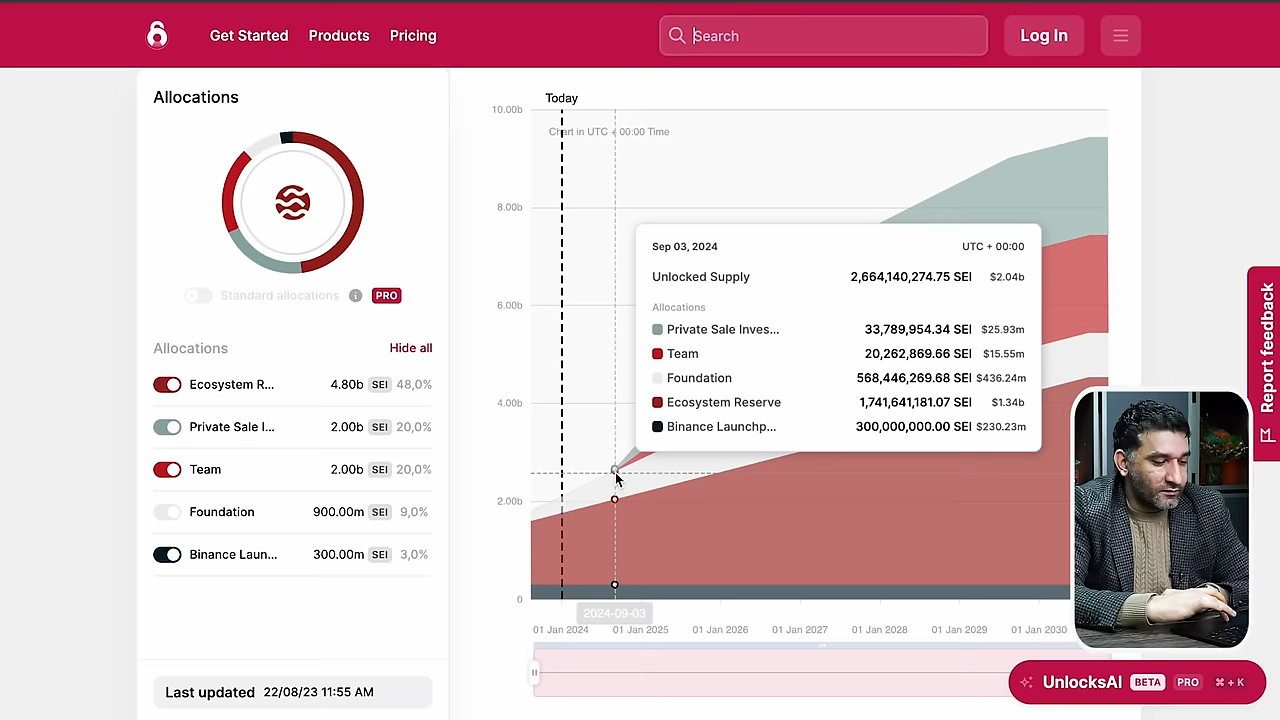 Get Started Products Pricing
Search
Log In
Allocations
Standard allocations PRO
Allocations Hide all
Ecosystem R... 4.80b SEI 48,0%
Private Sale I... 2.00b SEI 20,0%
Team 2.00b SEI 20,0%
Foundation 900.00m SEI 9,0%
Binance Laun... 300.00m SEI 3,0%
Last updated 22/08/23 11:55 AM
Today
Chart in UTC + 00:00 Time
10.00b
8.00b
6.00b
4.00b
2.00b
0
Sep 03, 2024 UTC + 00:00
Unlocked Supply 2,664,140,274.75 SEI $2.04b
Allocations
Private Sale Inves... 33,789,954.34 SEI $25.93m
Team 20,262,869.66 SEI $15.55m
Foundation 568,446,269.68 SEI $436.24m
Ecosystem Reserve 1,741,641,181.07 SEI $1.34b
Binance Launchp... 300,000,000.00 SEI $230.23m
2024-09-03
01 Jan 2024 01 Jan 2025 01 Jan 2026 01 Jan 2027 01 Jan 2028 01 Jan 2029 01 Jan 2030
Report feedback
UnlocksAI BETA PRO ⌘ + K